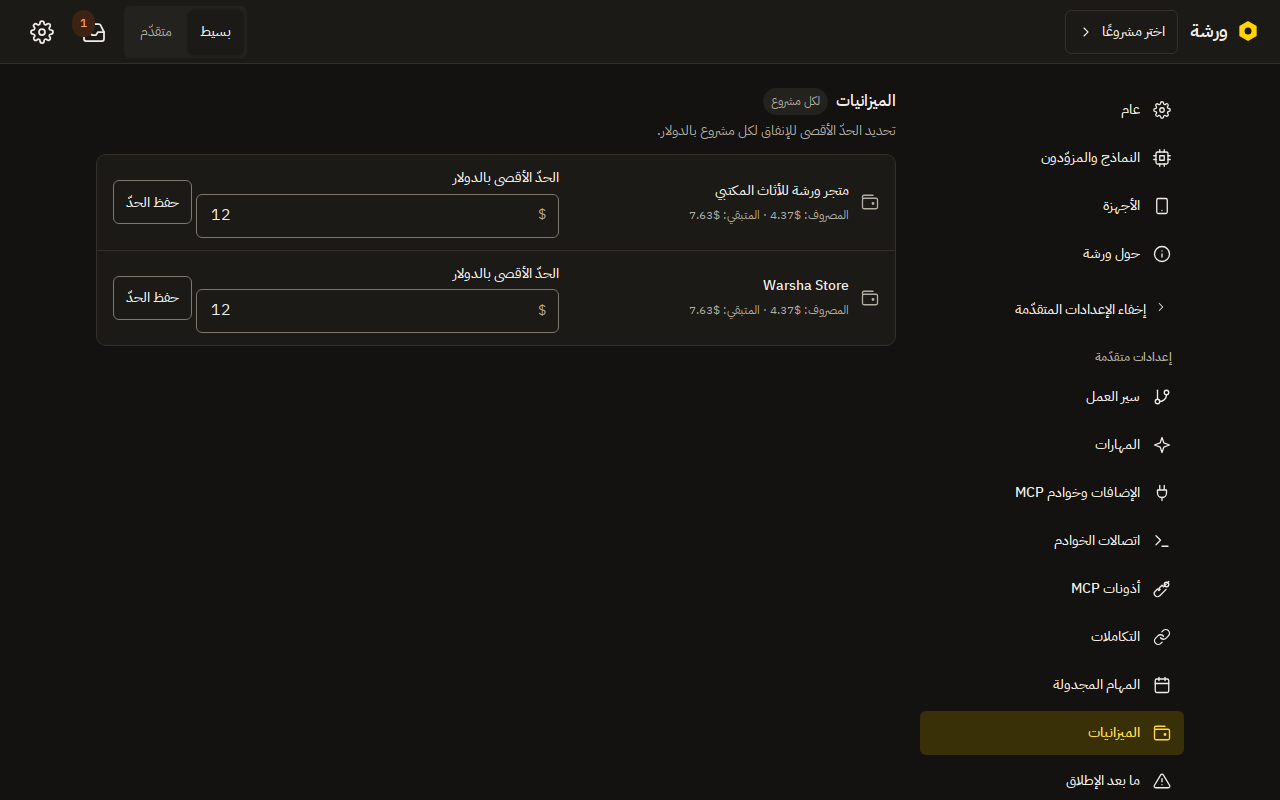 ورشة
اختر مشروعًا
بسيط
متقدّم
1
عام
النماذج والمزوّدون
الأجهزة
حول ورشة
إخفاء الإعدادات المتقدّمة
إعدادات متقدّمة
سير العمل
المهارات
الإضافات وخوادم MCP
اتصالات الخوادم
أذونات MCP
التكاملات
المهام المجدولة
الميزانيات
ما بعد الإطلاق
الميزانيات لكل مشروع
تحديد الحدّ الأقصى للإنفاق لكل مشروع بالدولار.
متجر ورشة للأثاث المكتبي
المصروف: $4.37 · المتبقي: $7.63
الحدّ الأقصى بالدولار
$ 12
حفظ الحدّ
Warsha Store
المصروف: $4.37 · المتبقي: $7.63
الحدّ الأقصى بالدولار
$ 12
حفظ الحدّ